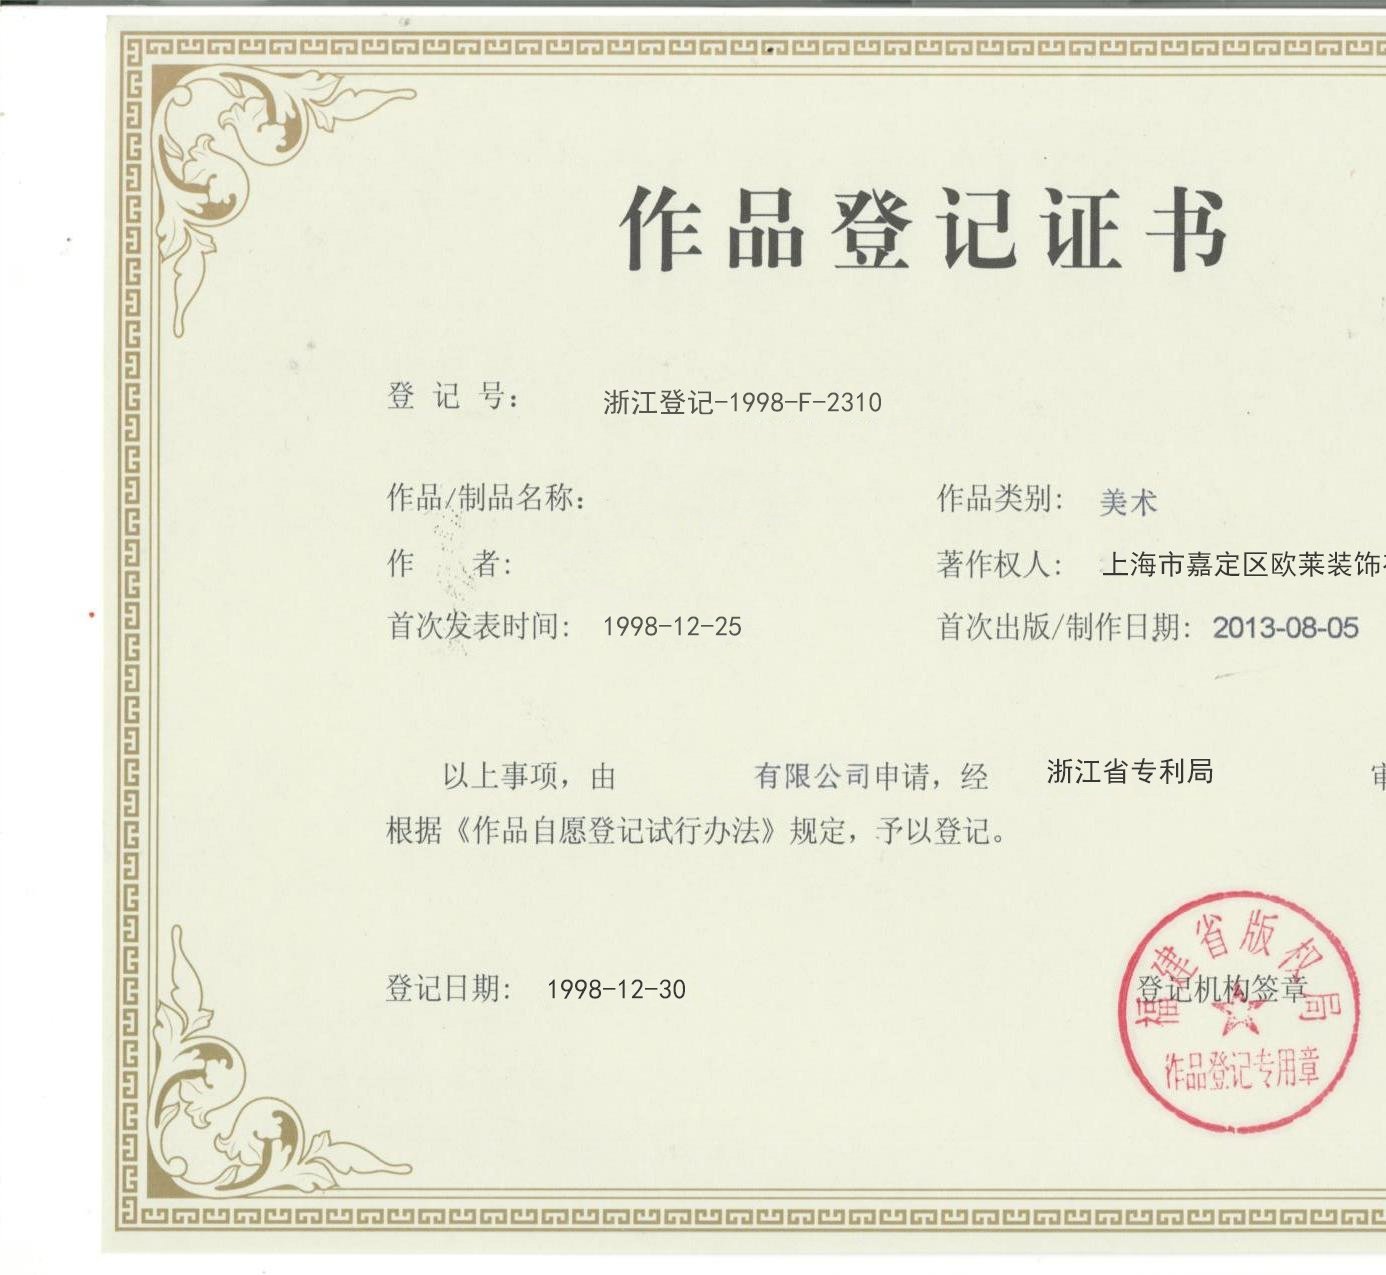 作品登记证书
登 记 号： 浙江登记-1998-F-2310
作品/制品名称： 作品类别： 美术
作 者： 著作权人： 上海市嘉定区欧莱装饰
首次发表时间： 1998-12-25 首次出版/制作日期： 2013-08-05
以上事项，由 有限公司申请，经 浙江省专利局
根据《作品自愿登记试行办法》规定，予以登记。
登记日期： 1998-12-30 登记机构签章
福建省版权局
作品登记专用章